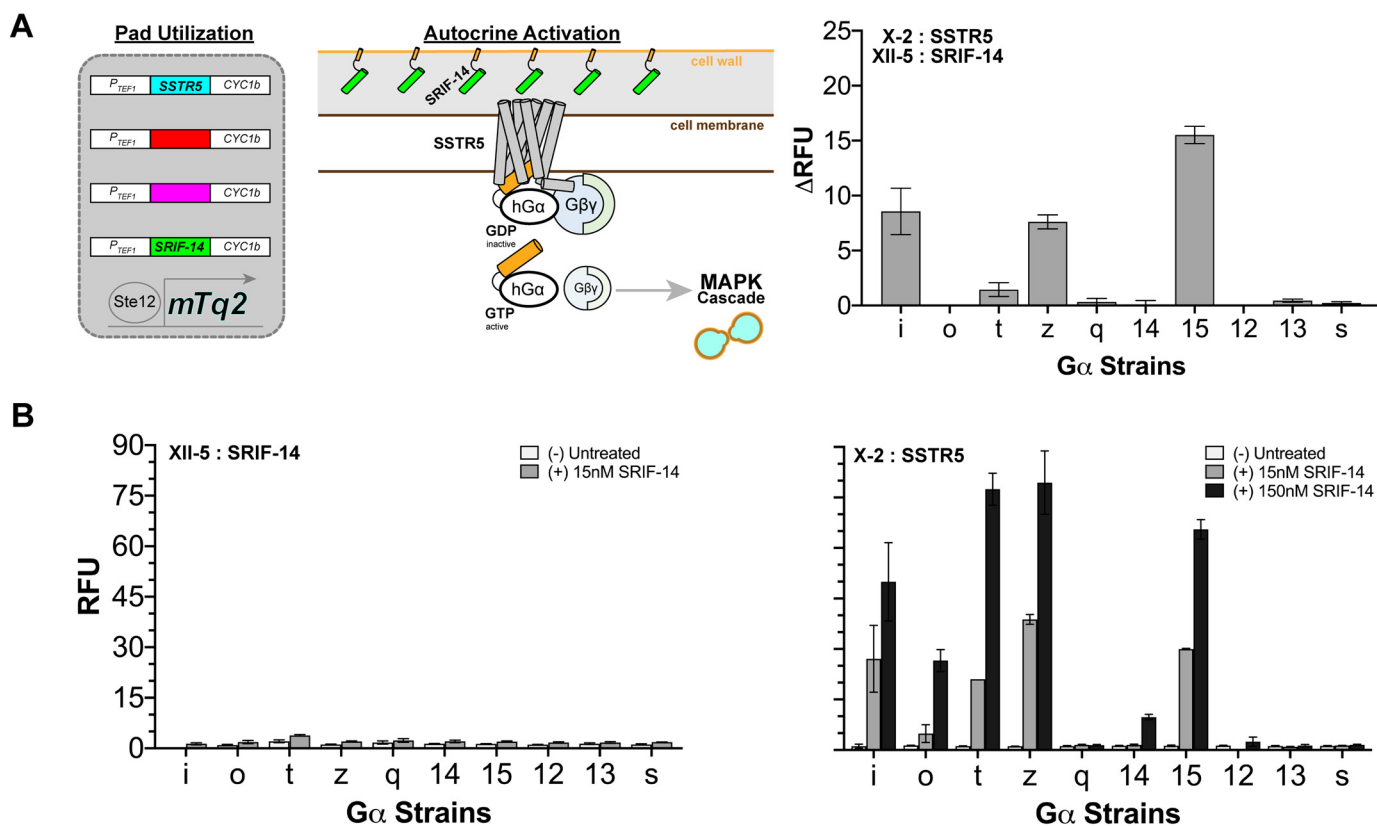 A
Pad Utilization
P_TEF1 SSTR5 CYC1b
P_TEF1 CYC1b
P_TEF1 CYC1b
P_TEF1 SRIF-14 CYC1b
Ste12 mTq2
Autocrine Activation
cell wall
SRIF-14
cell membrane
SSTR5
hGα Gβγ
GDP
inactive
hGα Gβγ
GTP
active
MAPK
Cascade
X-2 : SSTR5
XII-5 : SRIF-14
ΔRFU
25
20
15
10
5
0
i o t z q 14 15 12 13 s
Gα Strains
B
XII-5 : SRIF-14
(-) Untreated
(+) 15nM SRIF-14
RFU
90
75
60
45
30
15
0
i o t z q 14 15 12 13 s
Gα Strains
X-2 : SSTR5
(-) Untreated
(+) 15nM SRIF-14
(+) 150nM SRIF-14
i o t z q 14 15 12 13 s
Gα Strains